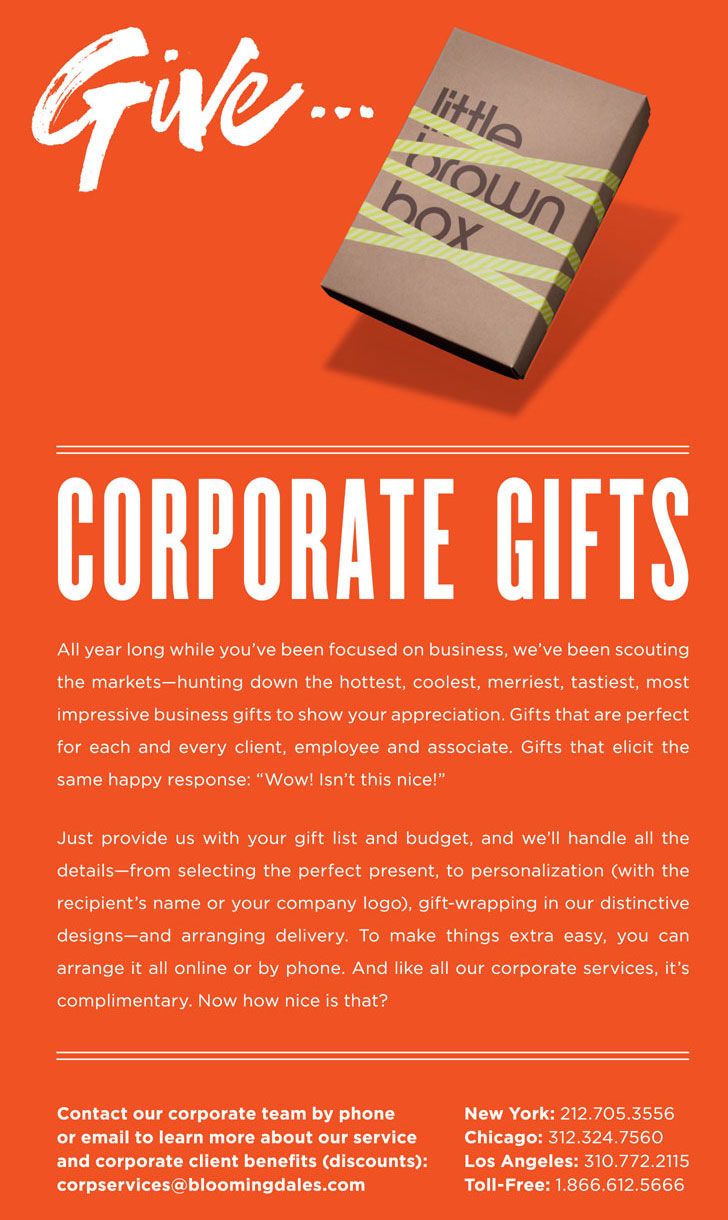 Give...
little
brown
box
CORPORATE GIFTS
All year long while you’ve been focused on business, we’ve been scouting
the markets—hunting down the hottest, coolest, merriest, tastiest, most
impressive business gifts to show your appreciation. Gifts that are perfect
for each and every client, employee and associate. Gifts that elicit the
same happy response: “Wow! Isn’t this nice!”
Just provide us with your gift list and budget, and we’ll handle all the
details—from selecting the perfect present, to personalization (with the
recipient’s name or your company logo), gift-wrapping in our distinctive
designs—and arranging delivery. To make things extra easy, you can
arrange it all online or by phone. And like all our corporate services, it’s
complimentary. Now how nice is that?
Contact our corporate team by phone
or email to learn more about our service
and corporate client benefits (discounts):
corpservices@bloomingdales.com
New York: 212.705.3556
Chicago: 312.324.7560
Los Angeles: 310.772.2115
Toll-Free: 1.866.612.5666